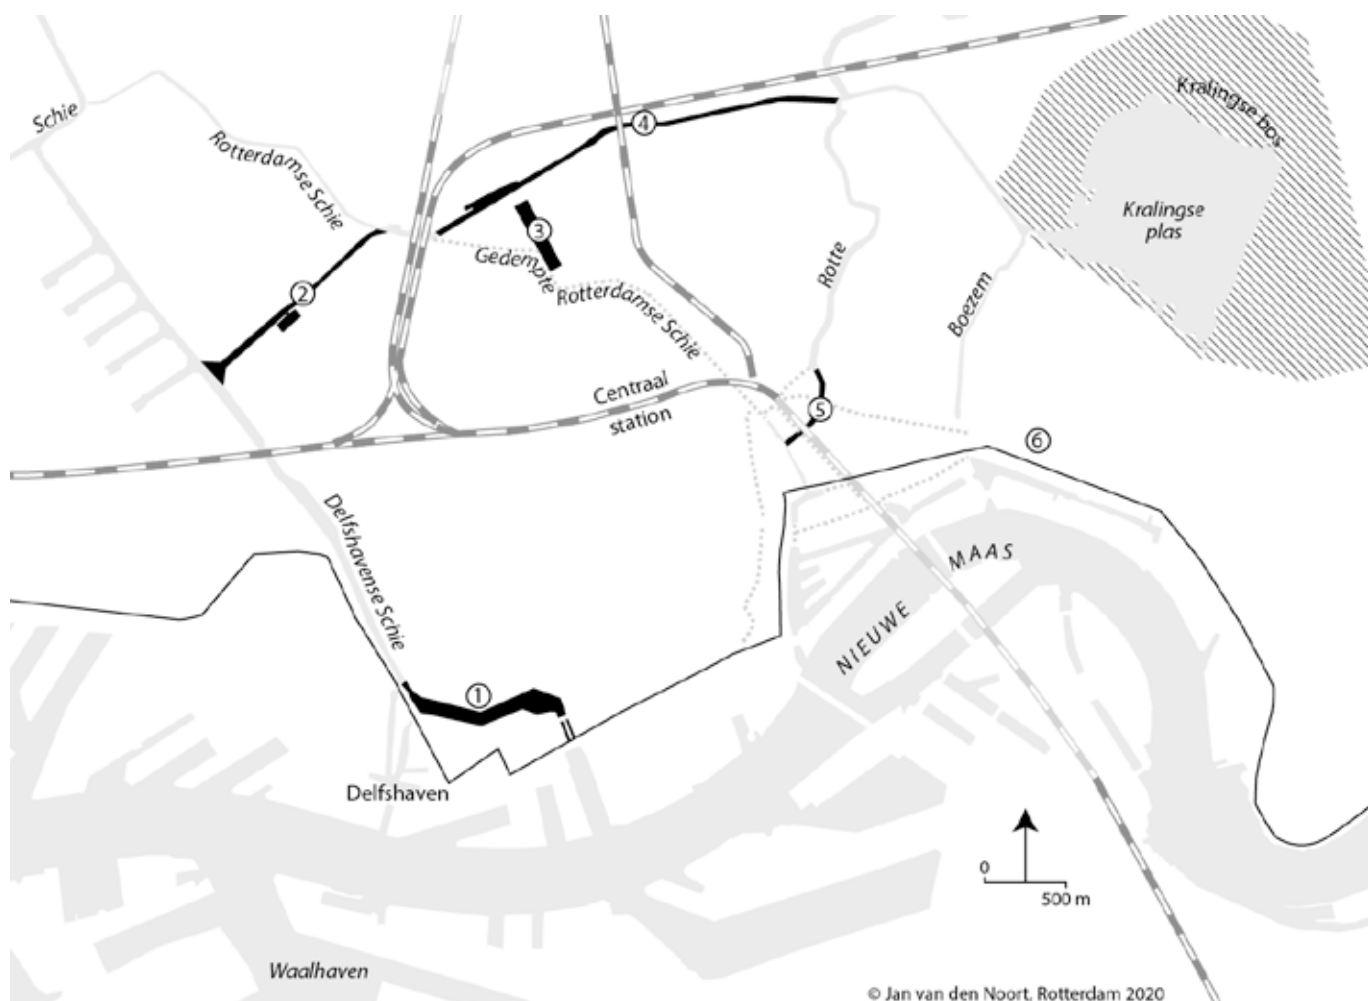 Schie
Rotterdamse Schie
4
Kralingse bos
Kralingse
plas
3
Gedempte
Rotterdamse Schie
Rotte
Boezem
2
Centraal
station
5
6
Delfshavense Schie
NIEUWE
MAAS
1
Delfshaven
0
500 m
Waalhaven
© Jan van den Noort, Rotterdam 2020